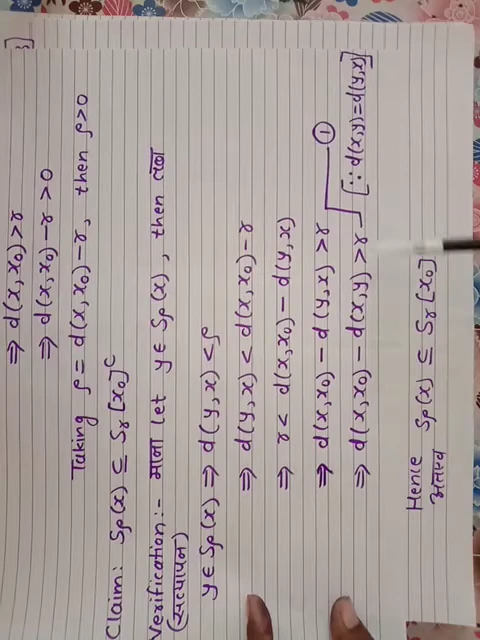 ⇒ d(x, x₀) > r
⇒ d(x, x₀) - r > 0
Taking ρ = d(x, x₀) - r, then ρ > 0
Claim: Sρ(x) ⊆ Sr[x₀]ᶜ
Verification:- माना let y ∈ Sρ(x), then तब
(सत्यापन)
y ∈ Sρ(x) ⇒ d(y, x) < ρ
⇒ d(y, x) < d(x, x₀) - r
⇒ r < d(x, x₀) - d(y, x)
⇒ d(x, x₀) - d(y, x) > r
⇒ d(x, x₀) - d(x, y) > r ① [∵ d(x, y) = d(y, x)]
Hence Sρ(x) ⊆ Sr[x₀]
अतएव